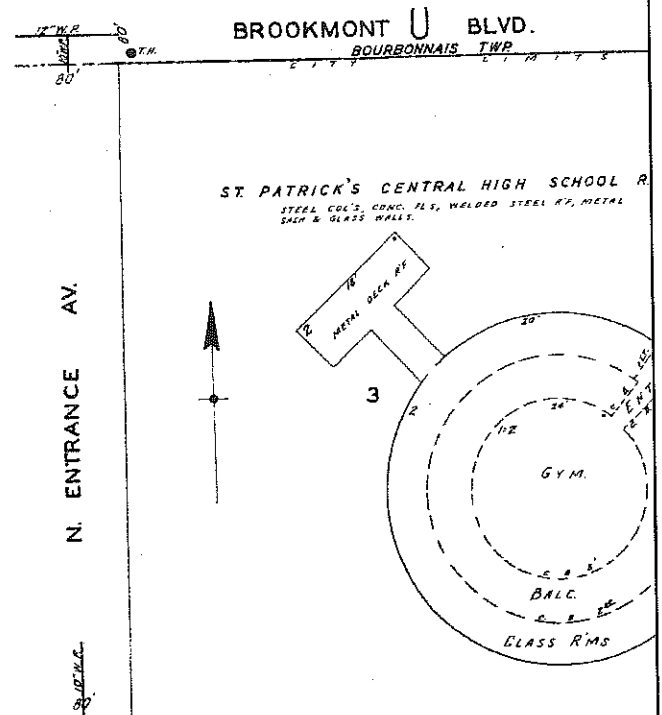 BROOKMONT U BLVD.
12" W.P.
80'
T.H.
BOURBONNAIS TWP.
CITY LIMITS
80'
ST. PATRICK'S CENTRAL HIGH SCHOOL R
STEEL COL'S, CONC. FLS, WELDED STEEL R'F, METAL
SASH & GLASS WALLS.
N. ENTRANCE AV.
2
18'
METAL DECK R'F
3
20'
2
1=2
24'
ENT
GYM.
BALC.
CLASS R'MS
10" W.P.
80'